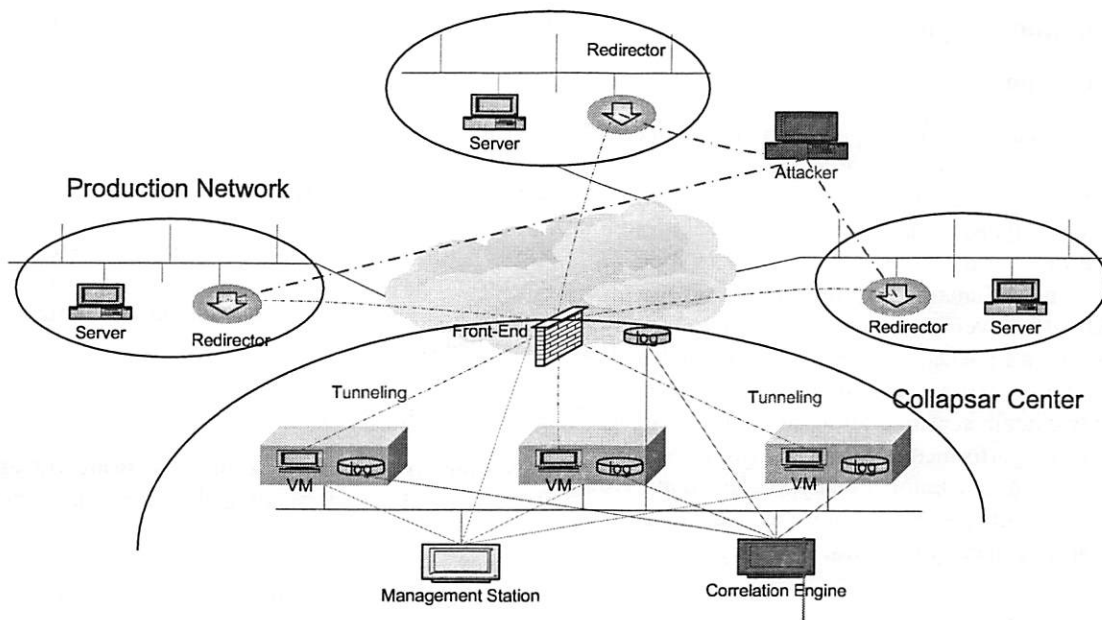 Redirector
Server
Attacker
Production Network
Server
Redirector
Redirector
Server
Front-End
log
Tunneling
Tunneling
Collapsar Center
VM
log
VM
log
VM
log
Management Station
Correlation Engine